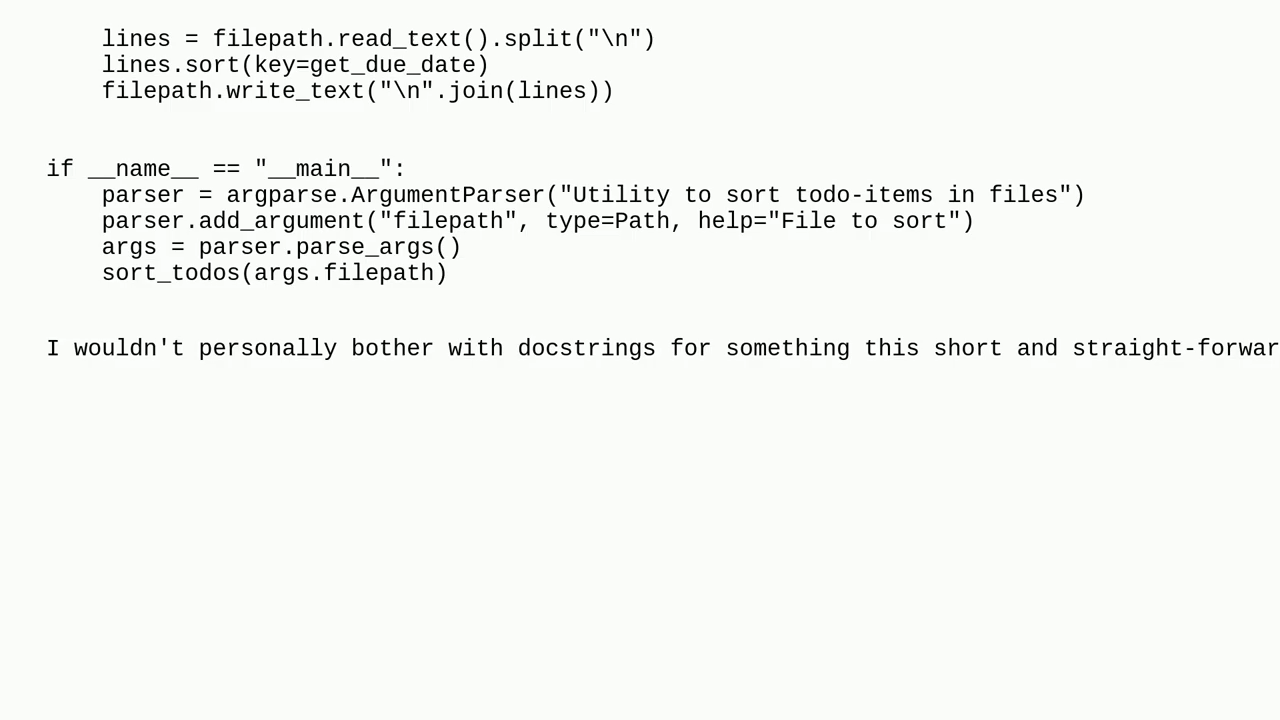 lines = filepath.read_text().split("\n")
lines.sort(key=get_due_date)
filepath.write_text("\n".join(lines))
if __name__ == "__main__":
parser = argparse.ArgumentParser("Utility to sort todo-items in files")
parser.add_argument("filepath", type=Path, help="File to sort")
args = parser.parse_args()
sort_todos(args.filepath)
I wouldn't personally bother with docstrings for something this short and straight-forwar